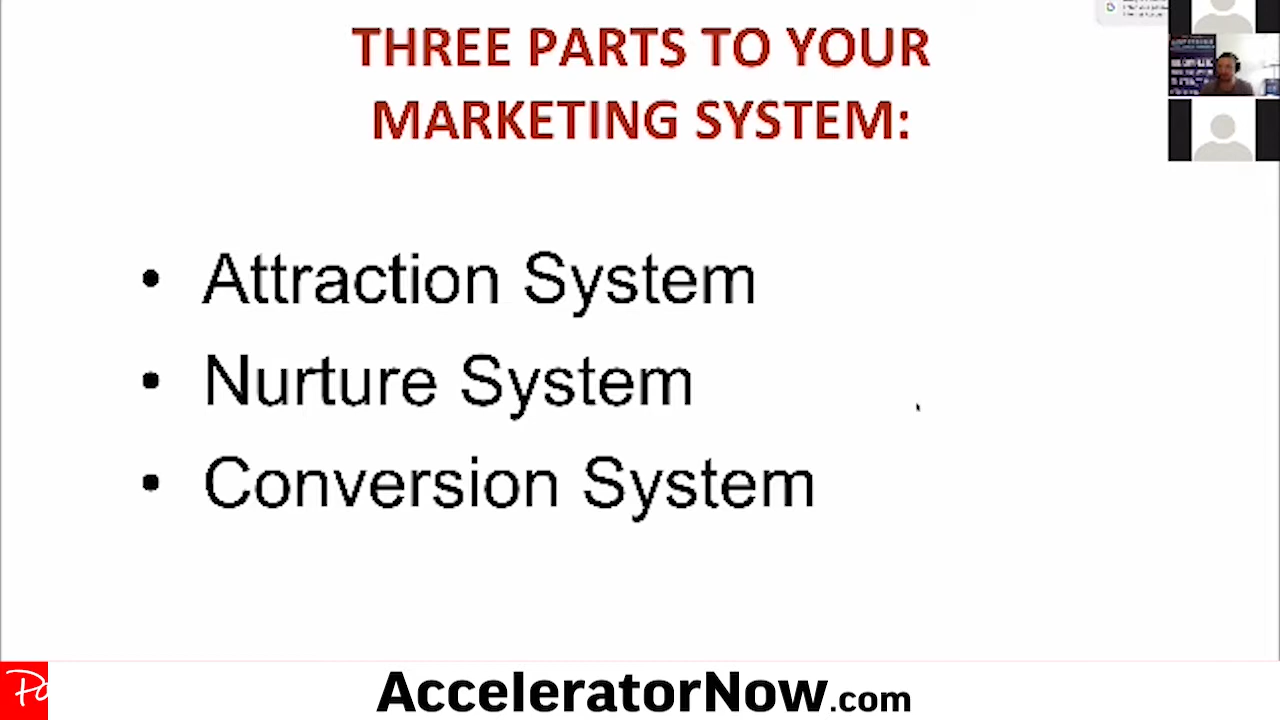 THREE PARTS TO YOUR
MARKETING SYSTEM:
• Attraction System
• Nurture System
• Conversion System
AcceleratorNow.com